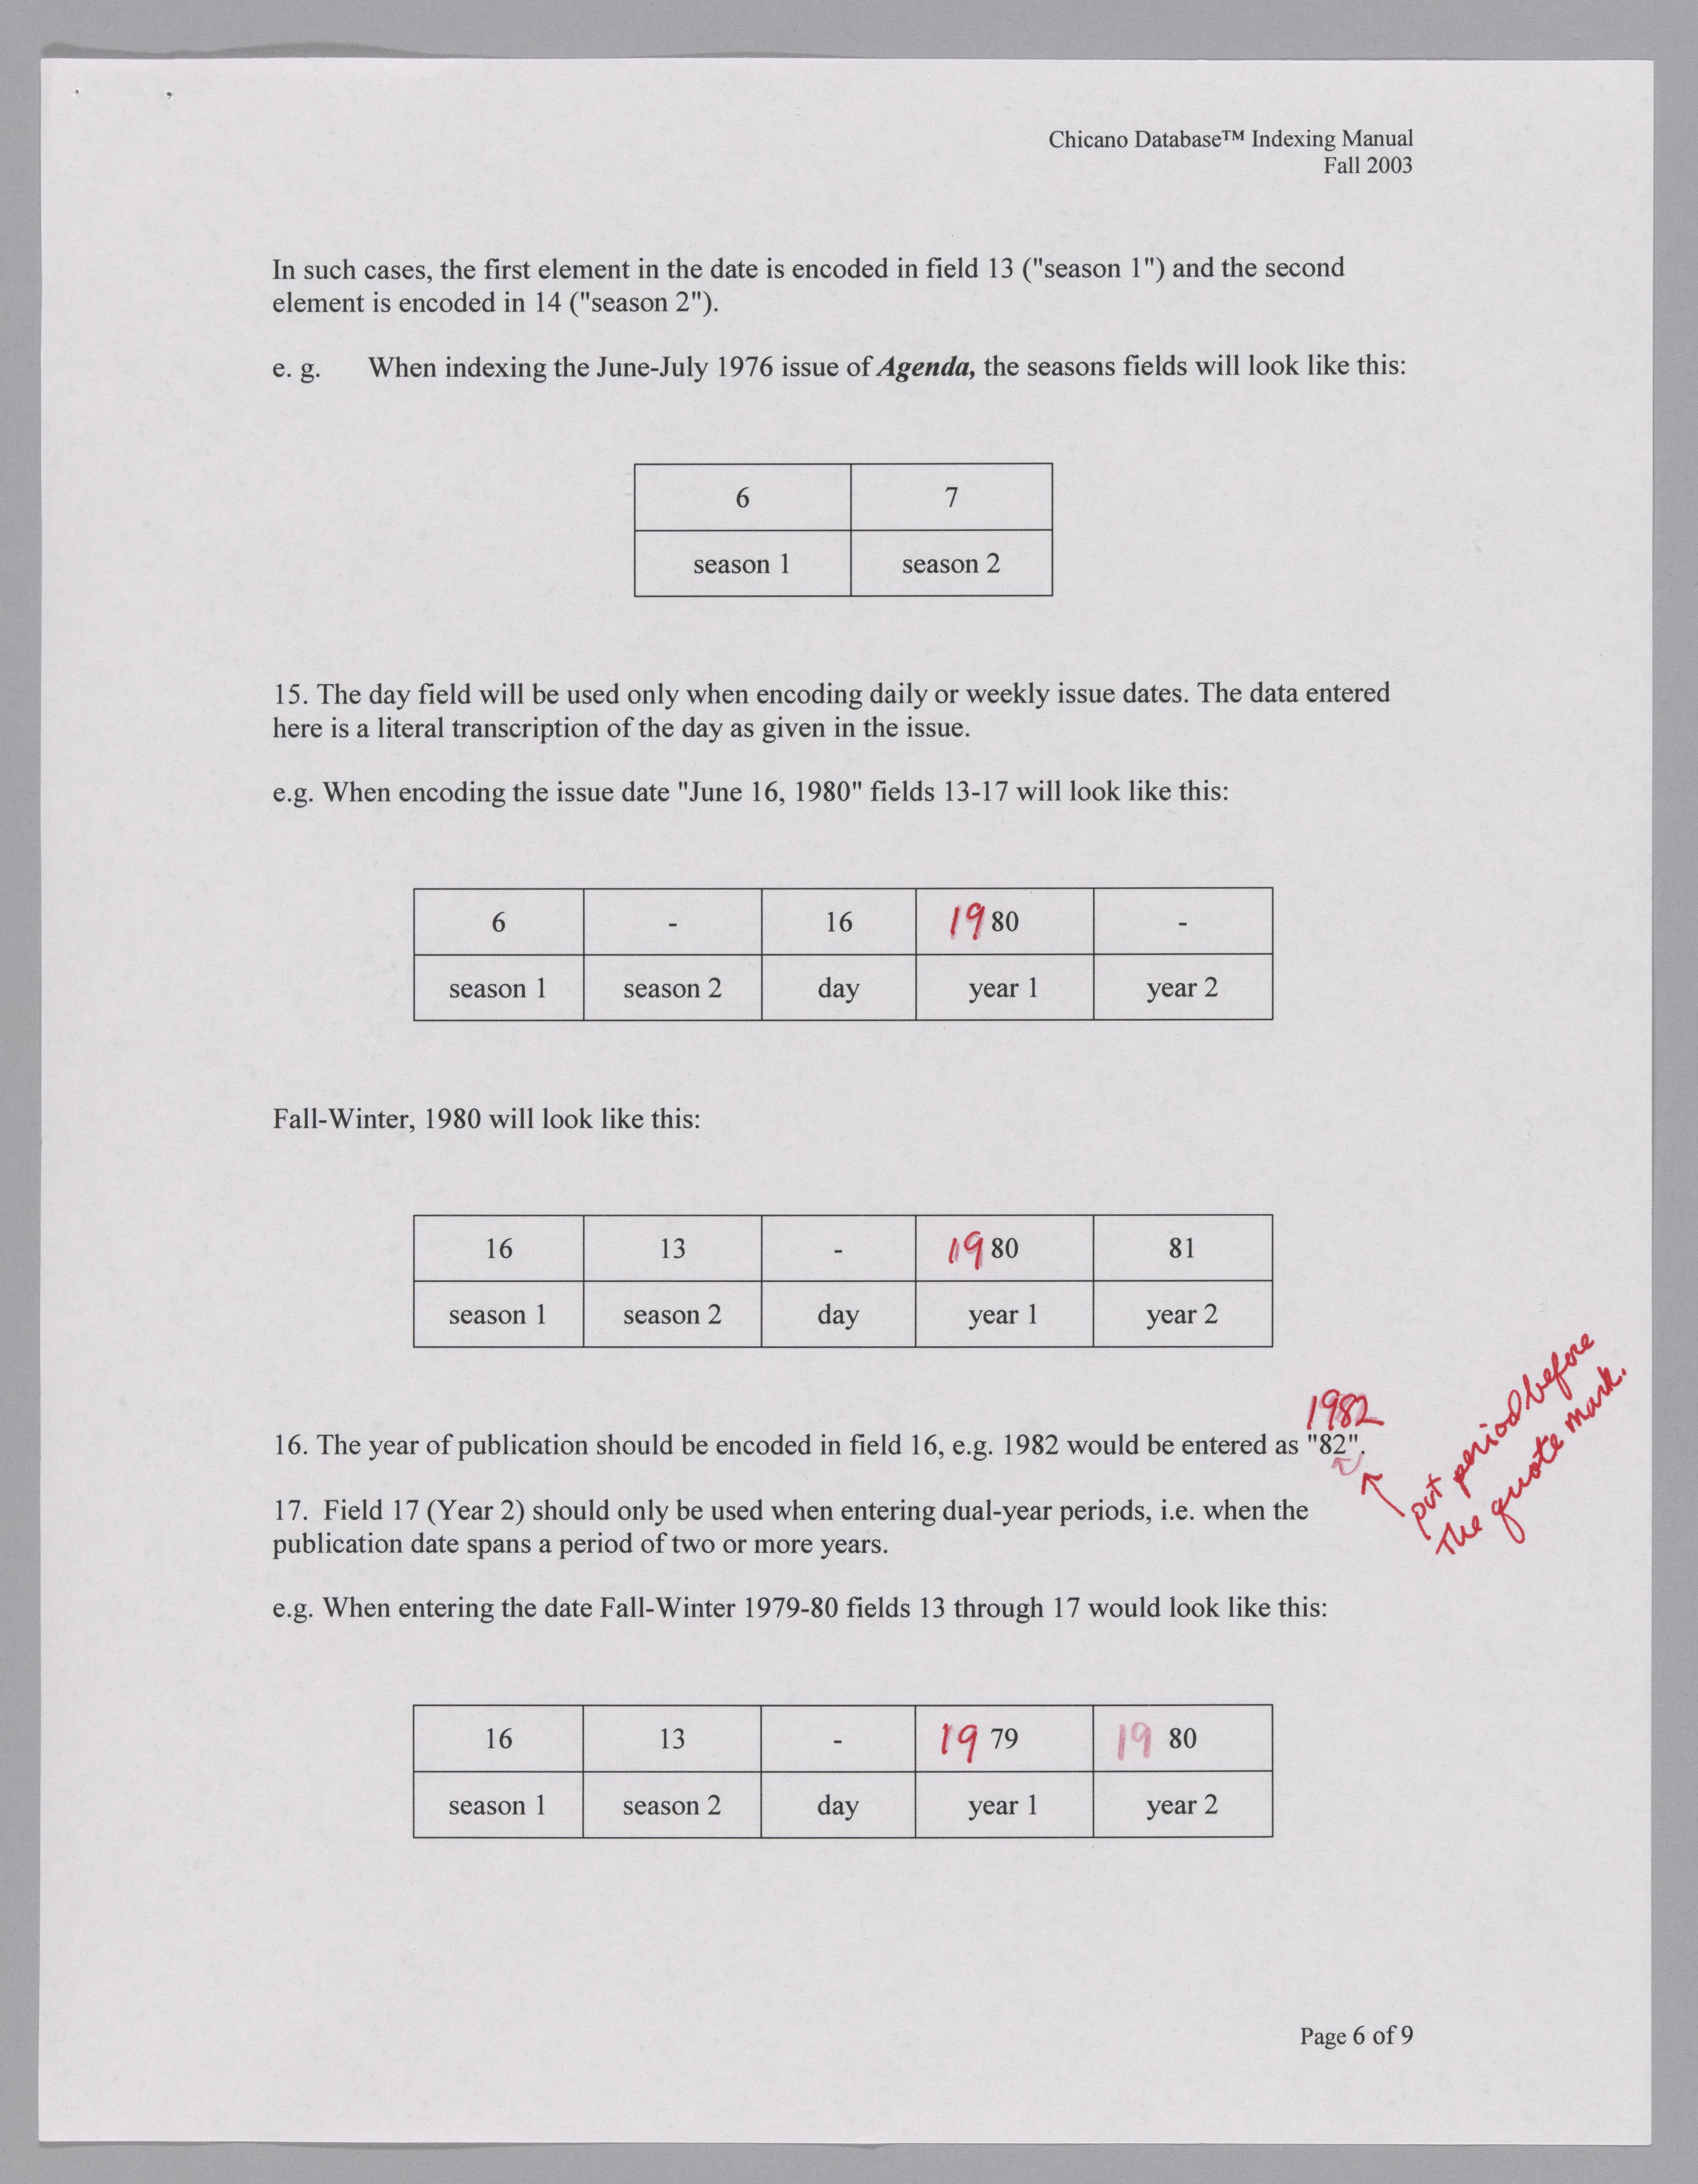 Chicano Database™ Indexing Manual
Fall 2003
In such cases, the first element in the date is encoded in field 13 ("season 1") and the second
element is encoded in 14 ("season 2").
e. g. When indexing the June-July 1976 issue of Agenda, the seasons fields will look like this:
6 7
season 1 season 2
15. The day field will be used only when encoding daily or weekly issue dates. The data entered
here is a literal transcription of the day as given in the issue.
e.g. When encoding the issue date "June 16, 1980" fields 13-17 will look like this:
6 - 16 19 80 -
season 1 season 2 day year 1 year 2
Fall-Winter, 1980 will look like this:
16 13 - 19 80 81
season 1 season 2 day year 1 year 2
1982
16. The year of publication should be encoded in field 16, e.g. 1982 would be entered as "82".
put period before
the quote mark.
17. Field 17 (Year 2) should only be used when entering dual-year periods, i.e. when the
publication date spans a period of two or more years.
e.g. When entering the date Fall-Winter 1979-80 fields 13 through 17 would look like this:
16 13 - 19 79 19 80
season 1 season 2 day year 1 year 2
Page 6 of 9